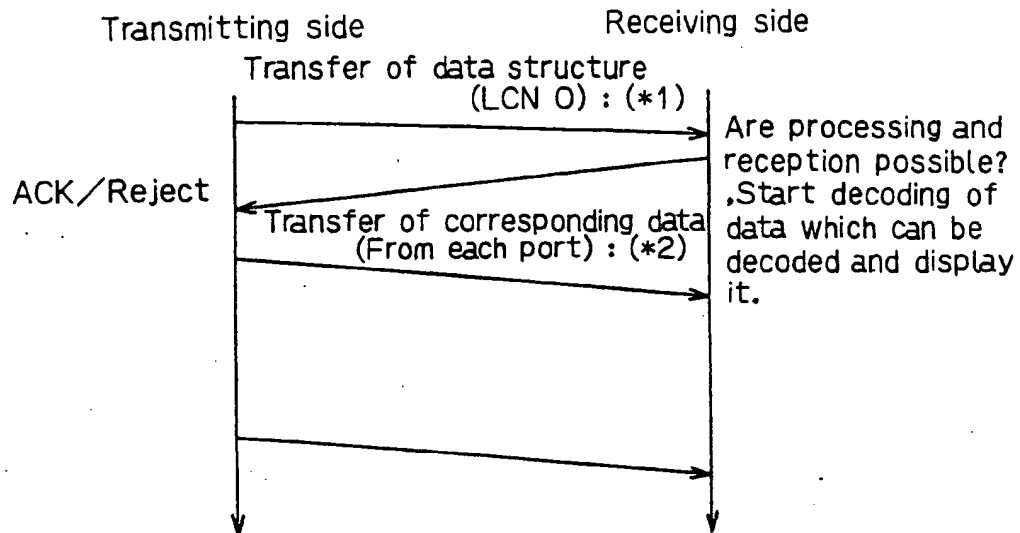 Transmitting side
Receiving side
Transfer of data structure
(LCN 0) : (*1)
Are processing and
reception possible?
,Start decoding of
data which can be
decoded and display
it.
ACK/Reject
Transfer of corresponding data
(From each port) : (*2)